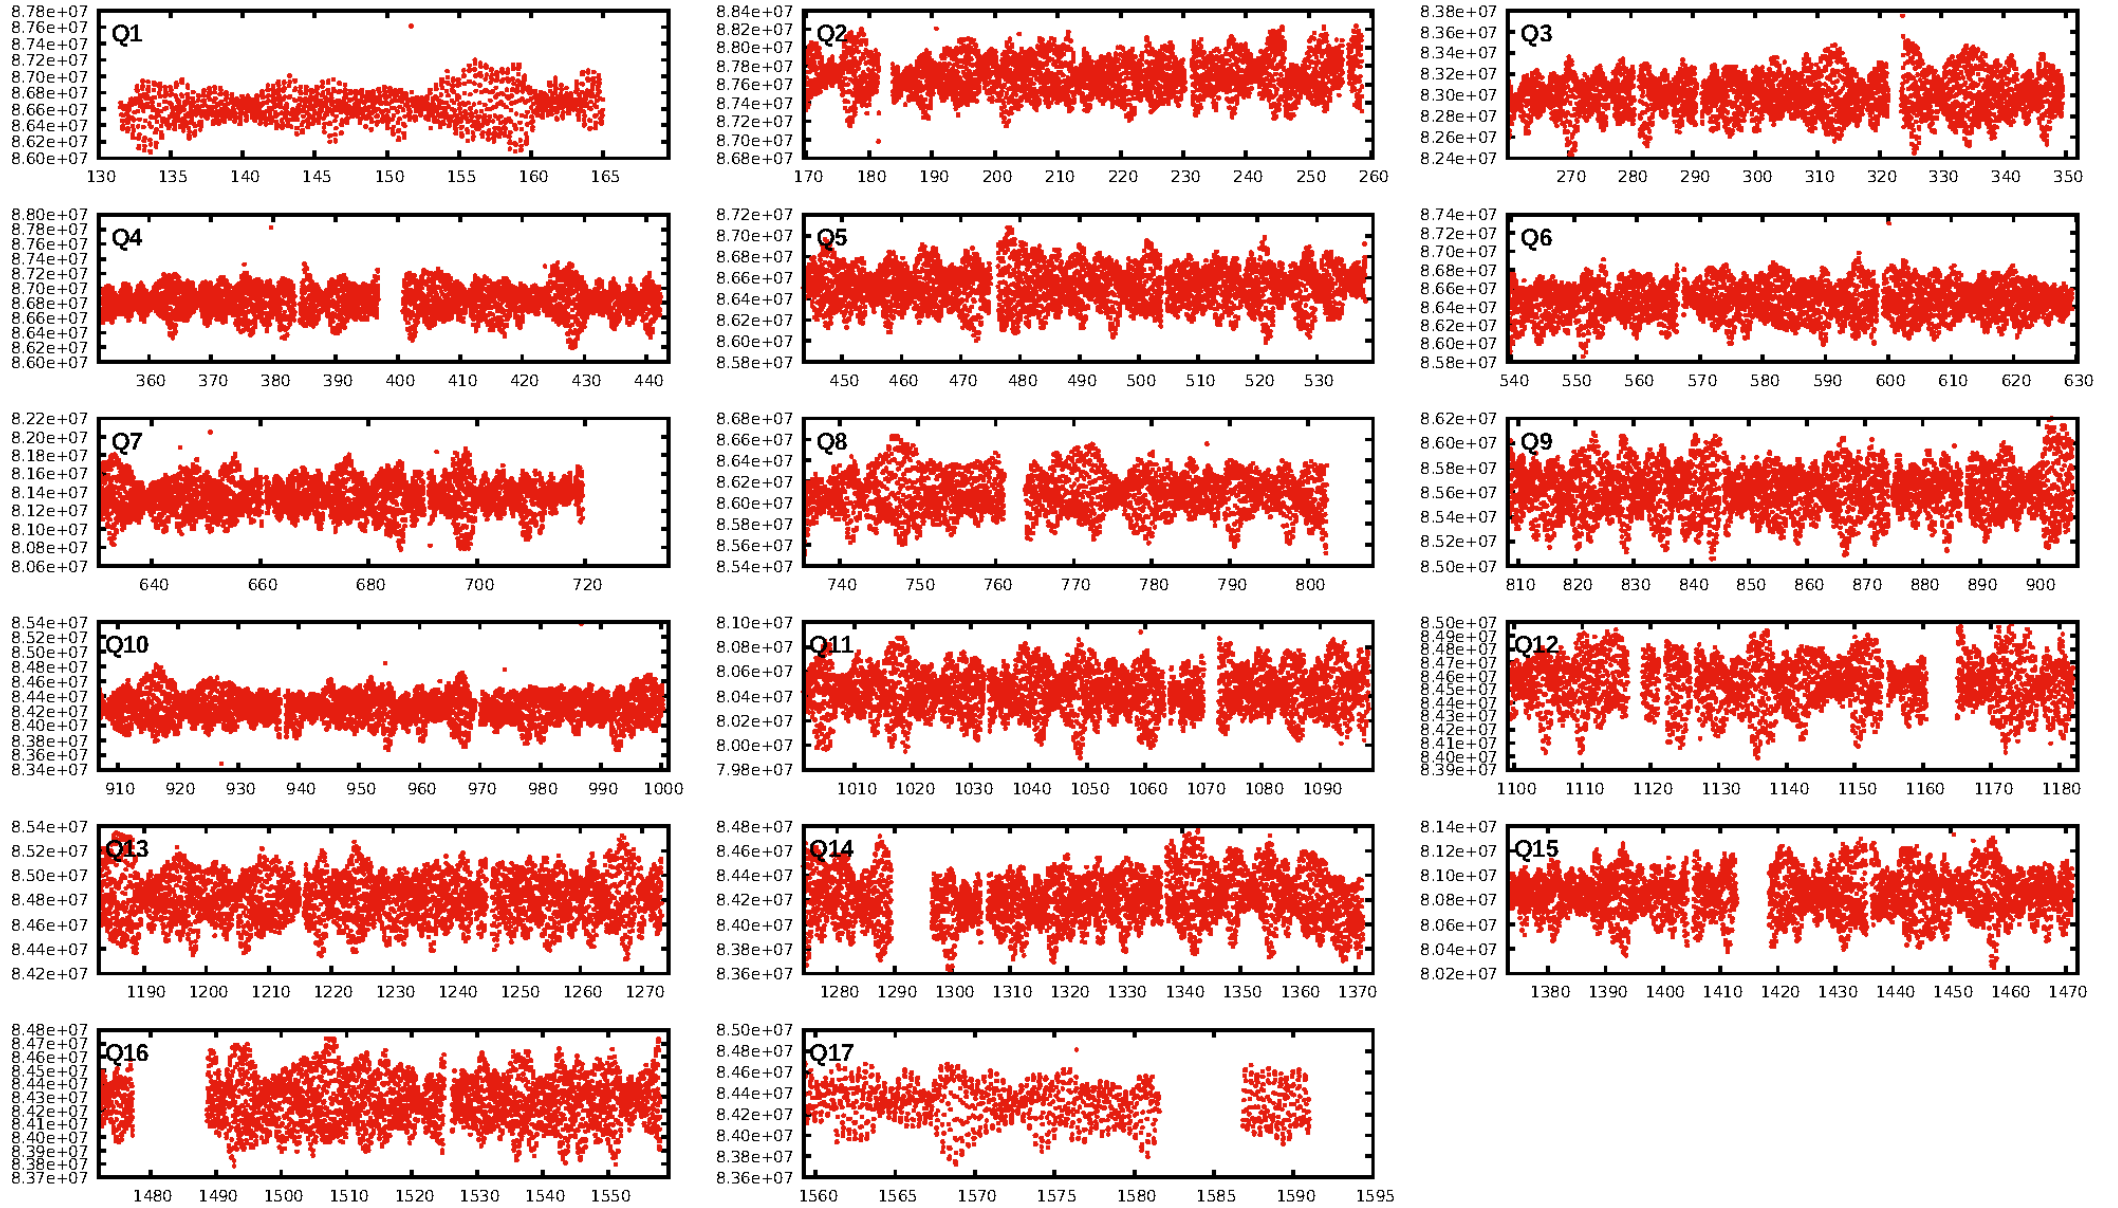 8.78e+07
8.76e+07
8.74e+07
8.72e+07
8.70e+07
8.68e+07
8.66e+07
8.64e+07
8.62e+07
8.60e+07
Q1
130 135 140 145 150 155 160 165
8.84e+07
8.82e+07
8.80e+07
8.78e+07
8.76e+07
8.74e+07
8.72e+07
8.70e+07
8.68e+07
Q2
170 180 190 200 210 220 230 240 250 260
8.38e+07
8.36e+07
8.34e+07
8.32e+07
8.30e+07
8.28e+07
8.26e+07
8.24e+07
Q3
270 280 290 300 310 320 330 340 350
8.80e+07
8.78e+07
8.76e+07
8.74e+07
8.72e+07
8.70e+07
8.68e+07
8.66e+07
8.64e+07
8.62e+07
8.60e+07
Q4
360 370 380 390 400 410 420 430 440
8.72e+07
8.70e+07
8.68e+07
8.66e+07
8.64e+07
8.62e+07
8.60e+07
8.58e+07
Q5
450 460 470 480 490 500 510 520 530
8.74e+07
8.72e+07
8.70e+07
8.68e+07
8.66e+07
8.64e+07
8.62e+07
8.60e+07
8.58e+07
Q6
540 550 560 570 580 590 600 610 620 630
8.22e+07
8.20e+07
8.18e+07
8.16e+07
8.14e+07
8.12e+07
8.10e+07
8.08e+07
8.06e+07
Q7
640 660 680 700 720
8.68e+07
8.66e+07
8.64e+07
8.62e+07
8.60e+07
8.58e+07
8.56e+07
8.54e+07
Q8
740 750 760 770 780 790 800
8.62e+07
8.60e+07
8.58e+07
8.56e+07
8.54e+07
8.52e+07
8.50e+07
Q9
810 820 830 840 850 860 870 880 890 900
8.54e+07
8.52e+07
8.50e+07
8.48e+07
8.46e+07
8.44e+07
8.42e+07
8.40e+07
8.38e+07
8.36e+07
8.34e+07
Q10
910 920 930 940 950 960 970 980 990 1000
8.10e+07
8.08e+07
8.06e+07
8.04e+07
8.02e+07
8.00e+07
7.98e+07
Q11
1010 1020 1030 1040 1050 1060 1070 1080 1090
8.50e+07
8.49e+07
8.48e+07
8.47e+07
8.46e+07
8.45e+07
8.44e+07
8.43e+07
8.42e+07
8.41e+07
8.40e+07
8.39e+07
Q12
1100 1110 1120 1130 1140 1150 1160 1170 1180
8.54e+07
8.52e+07
8.50e+07
8.48e+07
8.46e+07
8.44e+07
8.42e+07
Q13
1190 1200 1210 1220 1230 1240 1250 1260 1270
8.48e+07
8.46e+07
8.44e+07
8.42e+07
8.40e+07
8.38e+07
8.36e+07
Q14
1280 1290 1300 1310 1320 1330 1340 1350 1360 1370
8.14e+07
8.12e+07
8.10e+07
8.08e+07
8.06e+07
8.04e+07
8.02e+07
Q15
1380 1390 1400 1410 1420 1430 1440 1450 1460 1470
8.48e+07
8.47e+07
8.46e+07
8.45e+07
8.44e+07
8.43e+07
8.42e+07
8.41e+07
8.40e+07
8.39e+07
8.38e+07
8.37e+07
Q16
1480 1490 1500 1510 1520 1530 1540 1550
8.50e+07
8.48e+07
8.46e+07
8.44e+07
8.42e+07
8.40e+07
8.38e+07
8.36e+07
Q17
1560 1565 1570 1575 1580 1585 1590 1595